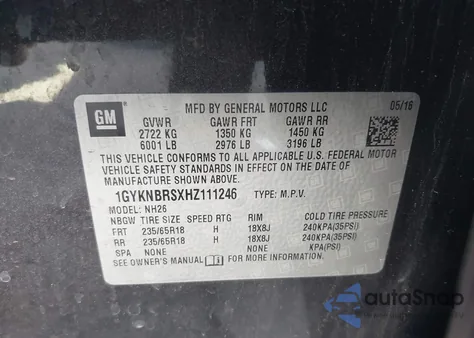 GM
MFD BY GENERAL MOTORS LLC 05/16
GVWR GAWR FRT GAWR RR
2722 KG 1350 KG 1450 KG
6001 LB 2976 LB 3196 LB
THIS VEHICLE CONFORMS TO ALL APPLICABLE U.S. FEDERAL MOTOR
VEHICLE SAFETY STANDARDS IN EFFECT ON THE DATE OF
MANUFACTURE SHOWN ABOVE.
1GYKNBRSXHZ111246 TYPE: M.P.V.
MODEL: NH26
NBGW TIRE SIZE SPEED RTG RIM COLD TIRE PRESSURE
FRT 235/65R18 H 18X8J 240KPA(35PSI)
RR 235/65R18 H 18X8J 240KPA(35PSI)
SPA NONE NONE KPA(PSI)
SEE OWNER'S MANUAL FOR MORE INFORMATION.
autoSnap